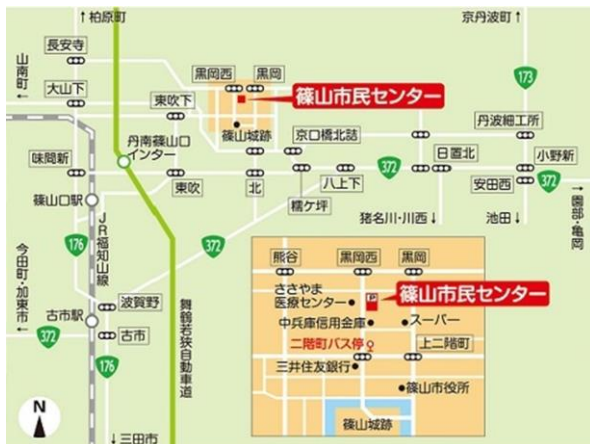 ↑柏原町
京丹波町↑
長安寺
山南町←
大山下
黒岡西
黒岡
173
篠山市民センター
東吹下
篠山城跡
京口橋北詰
丹波細工所
丹南篠山口
インター
味間新
372
日置北
小野新
東吹
北
八上下
安田西
372
→園部・亀岡
篠山口駅
糯ケ坪
猪名川・川西↓
池田↓
JR福知山線
176
372
今田町・加東市←
波賀野
舞鶴若狭自動車道
古市駅
372
古市
176
N
↓三田市
熊谷
黒岡西
黒岡
ささやま
医療センター
P
篠山市民センター
中兵庫信用金庫
スーパー
二階町バス停
上二階町
三井住友銀行
篠山市役所
篠山城跡